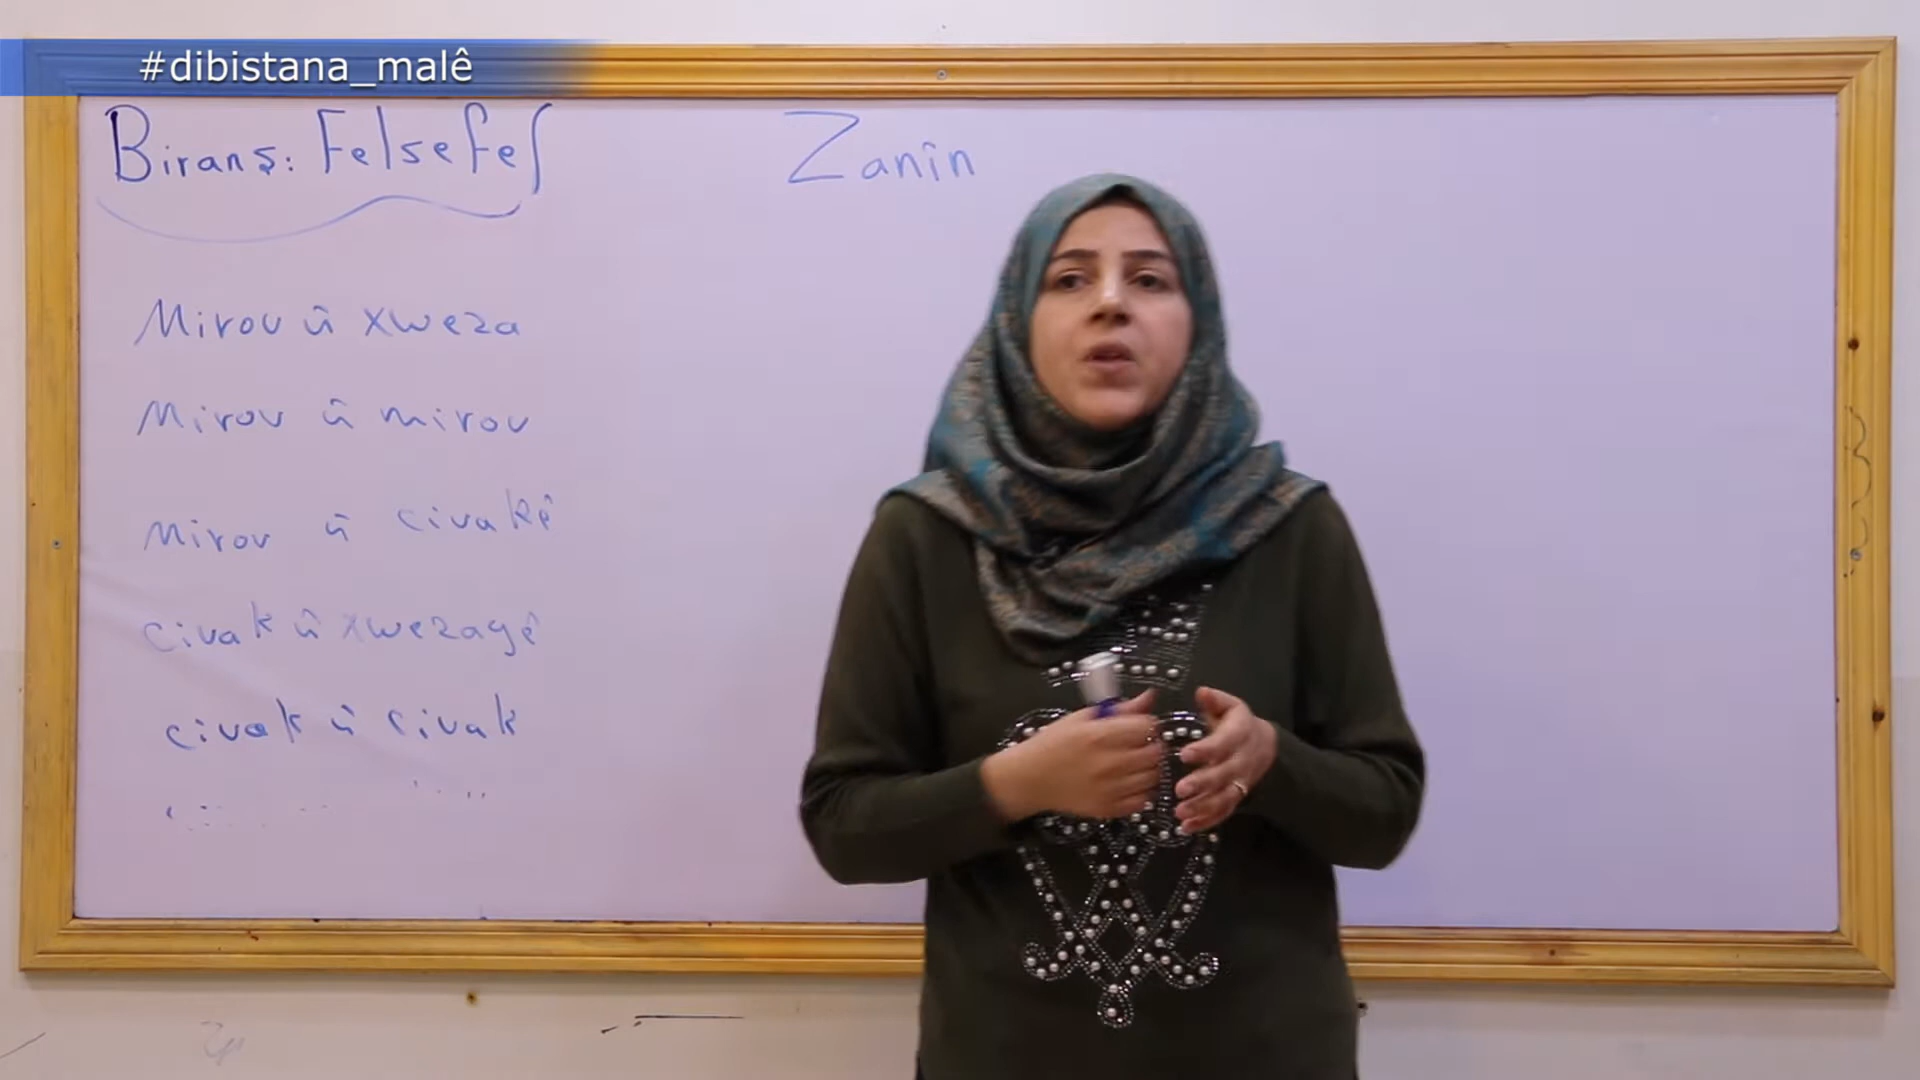 #dibistana_malê
Biranş: Felsefe
Zanîn
Mirov û xweza
Mirov û mirov
Mirov û civakê
civak û xwezayê
civak û civak